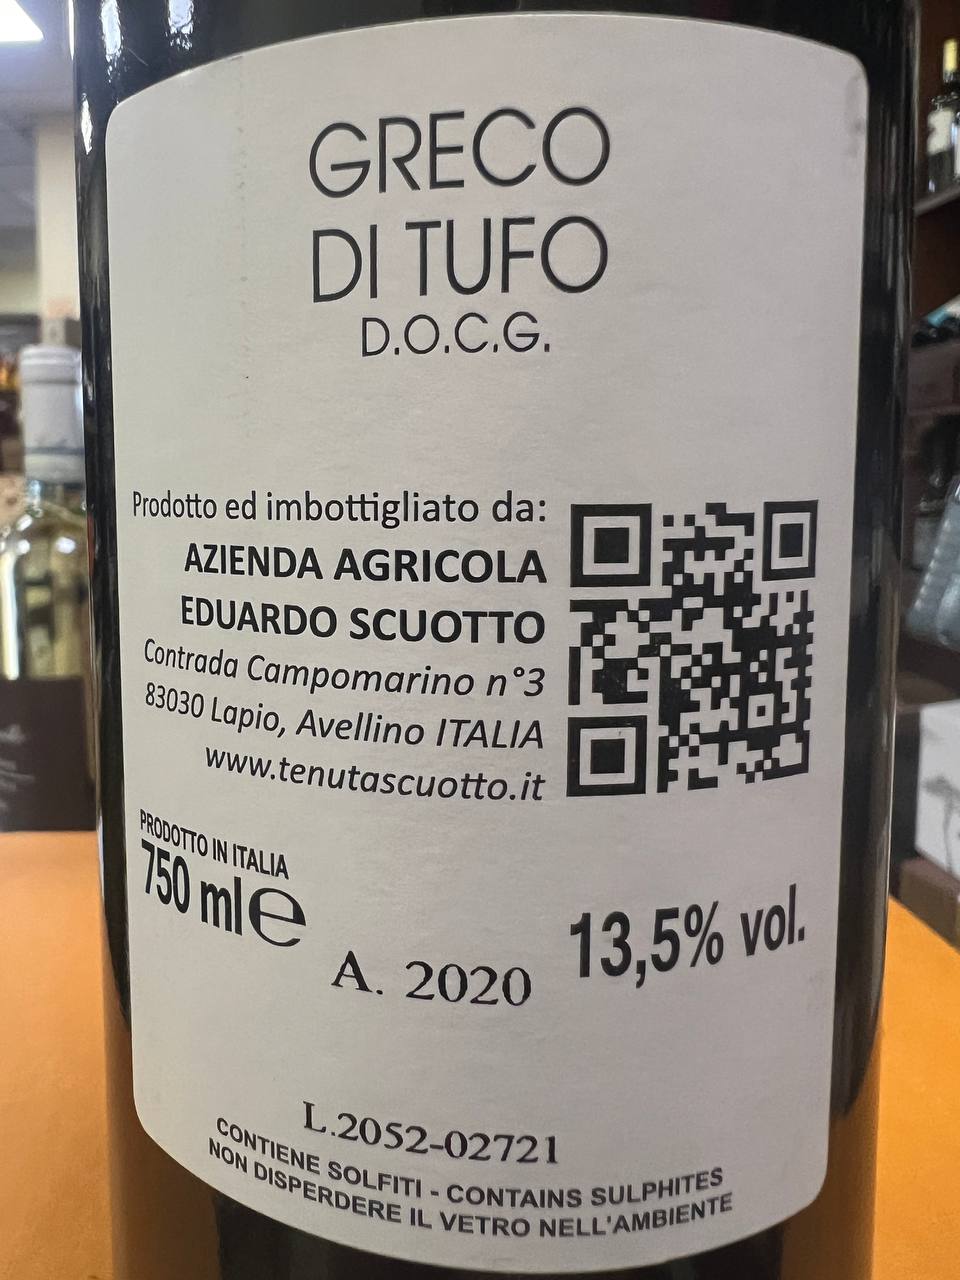 GRECO
DI TUFO
D.O.C.G.
Prodotto ed imbottigliato da:
AZIENDA AGRICOLA
EDUARDO SCUOTTO
Contrada Campomarino n°3
83030 Lapio, Avellino ITALIA
www.tenutascuotto.it
PRODOTTO IN ITALIA
750 ml e
13,5% vol.
A. 2020
L.2052-02721
CONTIENE SOLFITI - CONTAINS SULPHITES
NON DISPERDERE IL VETRO NELL'AMBIENTE